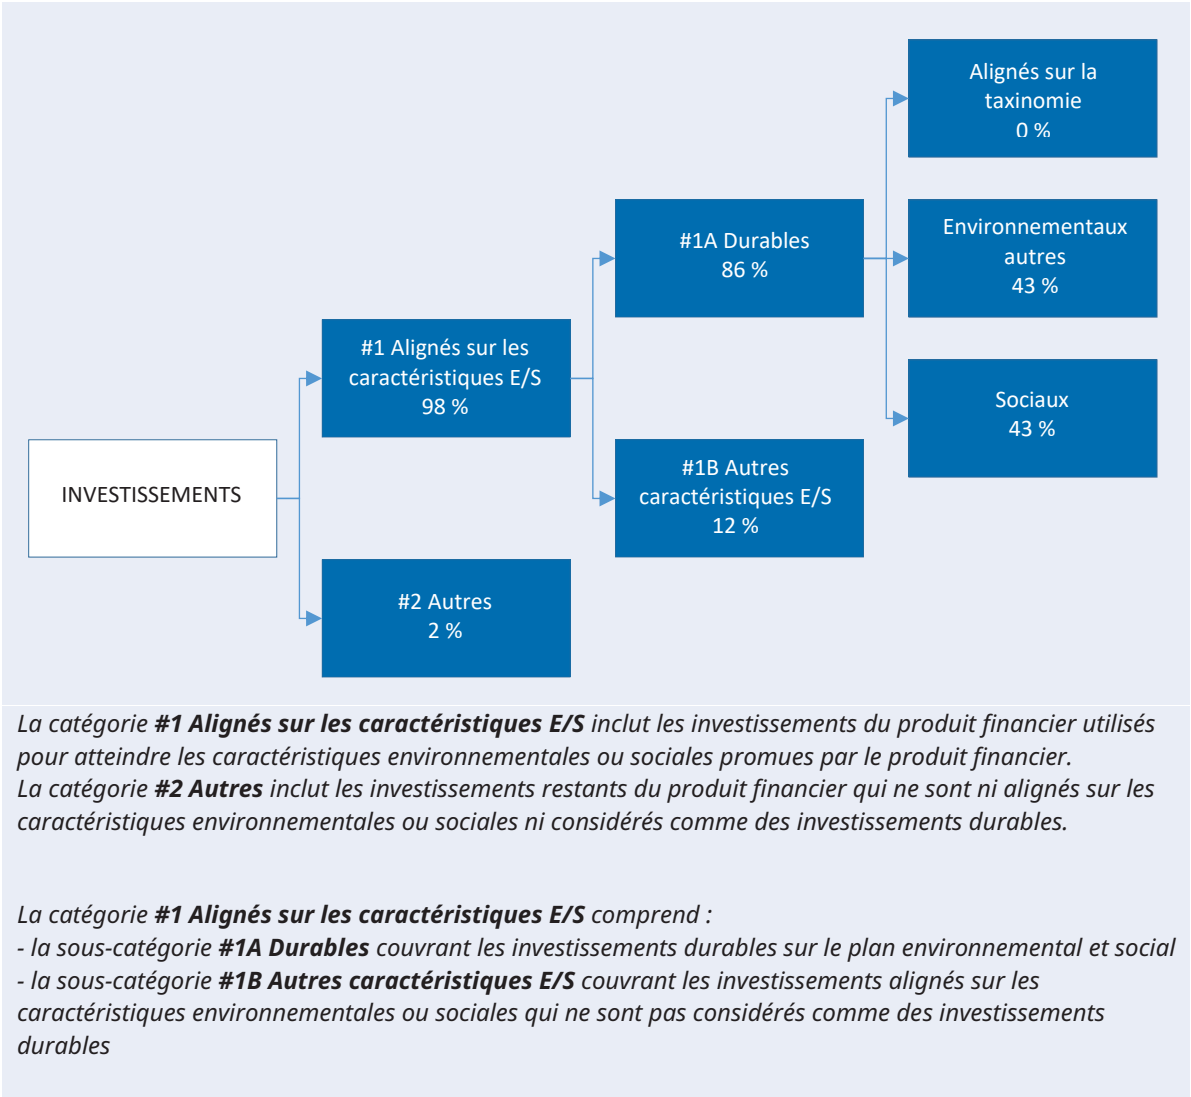 Alignés sur la
taxinomie
0 %
#1A Durables
86 %
Environnementaux
autres
43 %
#1 Alignés sur les
caractéristiques E/S
98 %
Sociaux
43 %
INVESTISSEMENTS
#1B Autres
caractéristiques E/S
12 %
#2 Autres
2 %
La catégorie #1 Alignés sur les caractéristiques E/S inclut les investissements du produit financier utilisés
pour atteindre les caractéristiques environnementales ou sociales promues par le produit financier.
La catégorie #2 Autres inclut les investissements restants du produit financier qui ne sont ni alignés sur les
caractéristiques environnementales ou sociales ni considérés comme des investissements durables.
La catégorie #1 Alignés sur les caractéristiques E/S comprend :
- la sous-catégorie #1A Durables couvrant les investissements durables sur le plan environnemental et social
- la sous-catégorie #1B Autres caractéristiques E/S couvrant les investissements alignés sur les
caractéristiques environnementales ou sociales qui ne sont pas considérés comme des investissements
durables